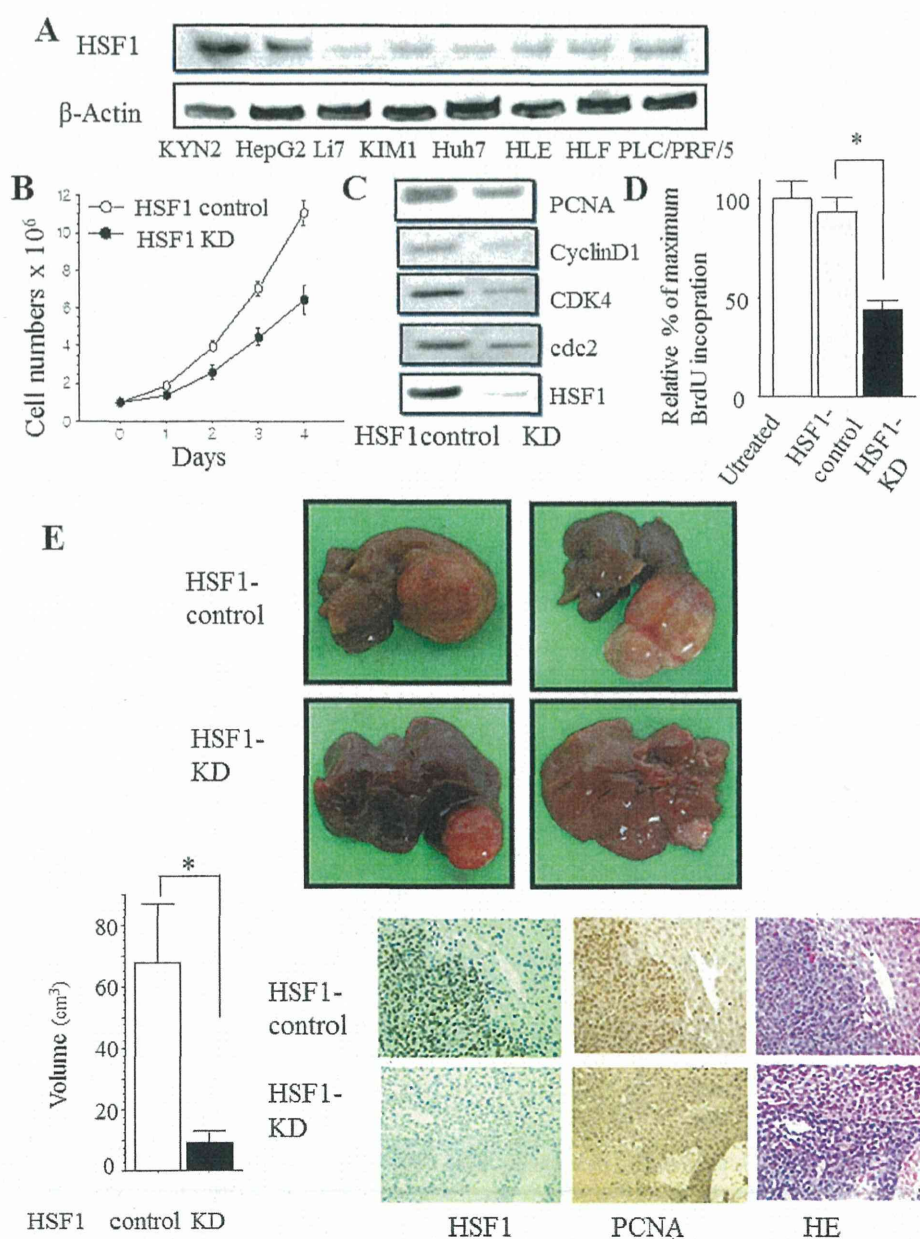 A
HSF1
β-Actin
KYN2 HepG2 Li7 KIM1 Huh7 HLE HLF PLC/PRF/5
B
Cell numbers x 10⁶
12
10
8
6
4
2
0
HSF1 control
HSF1 KD
0 1 2 3 4
Days
C
PCNA
CyclinD1
CDK4
cdc2
HSF1
HSF1control KD
D
Relative % of maximum
BrdU incopration
100
50
0
*
Utreated
HSF1-
control
HSF1-
KD
E
HSF1-
control
HSF1-
KD
*
Volume (cm³)
80
60
40
20
0
HSF1 control KD
HSF1-
control
HSF1-
KD
HSF1 PCNA HE